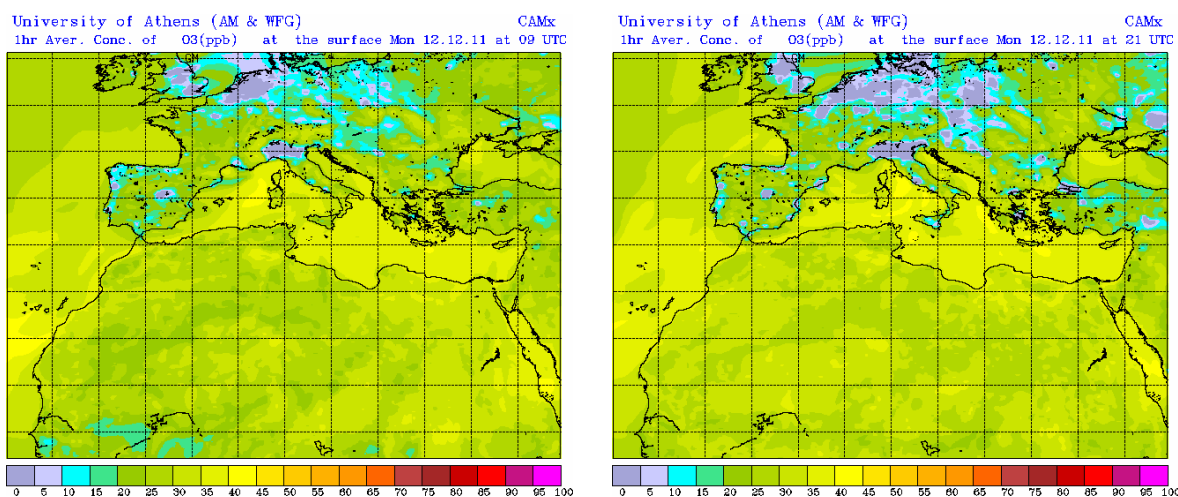 University of Athens (AM & WFG) CAMx
1hr Aver. Conc. of O3(ppb) at the surface Mon 12.12.11 at 09 UTC
0 5 10 15 20 25 30 35 40 45 50 55 60 65 70 75 80 85 90 95 100
University of Athens (AM & WFG) CAMx
1hr Aver. Conc. of O3(ppb) at the surface Mon 12.12.11 at 21 UTC
0 5 10 15 20 25 30 35 40 45 50 55 60 65 70 75 80 85 90 95 100